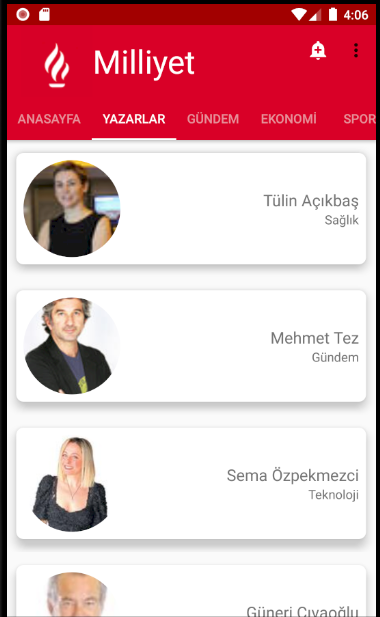 4:06
Milliyet
ANASAYFA YAZARLAR GÜNDEM EKONOMİ SPOR
Tülin Açıkbaş
Sağlık
Mehmet Tez
Gündem
Sema Özpekmezci
Teknoloji
Güneri Cıvaoğlu